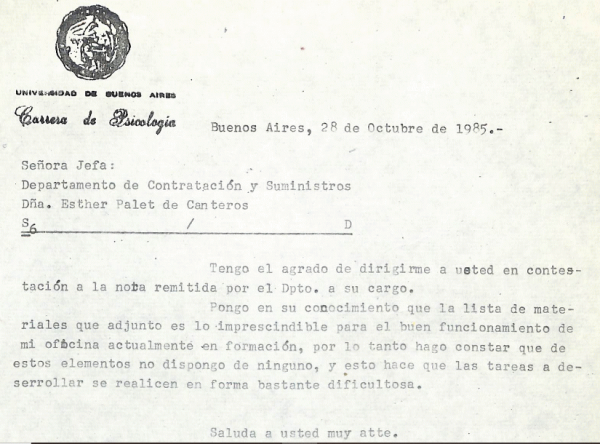 UNIVERSIDAD DE BUENOS AIRES
Carrera de Psicología
Buenos Aires, 28 de Octubre de 1985.-
Señora Jefa:
Departamento de Contratación y Suministros
Dña. Esther Palet de Canteros
S6 / D
Tengo el agrado de dirigirme a usted en contes-
tación a la nota remitida por el Dpto. a su cargo.
Pongo en su conocimiento que la lista de mate-
riales que adjunto es lo imprescindible para el buen funcionamiento de
mi oficina actualmente en formación, por lo tanto hago constar que de
estos elementos no dispongo de ninguno, y esto hace que las tareas a de-
serrollar se realicen en forma bastante dificultosa.
Saluda a usted muy atte.